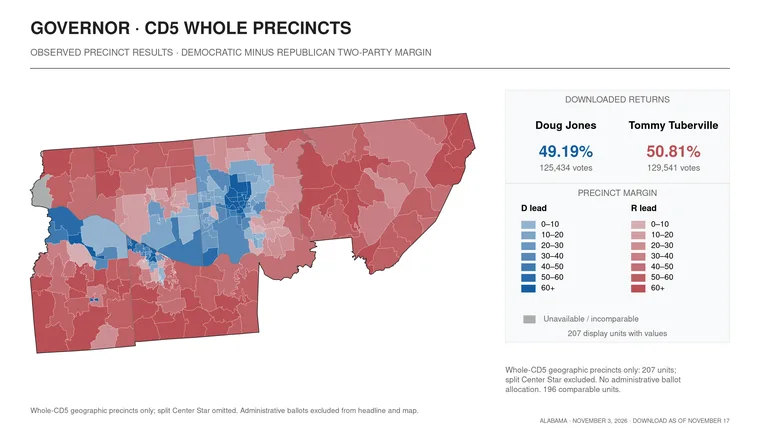 GOVERNOR · CD5 WHOLE PRECINCTS
OBSERVED PRECINCT RESULTS · DEMOCRATIC MINUS REPUBLICAN TWO-PARTY MARGIN
DOWNLOADED RETURNS
Doug Jones Tommy Tuberville
49.19% 50.81%
125,434 votes 129,541 votes
PRECINCT MARGIN
D lead R lead
0–10 0–10
10–20 10–20
20–30 20–30
30–40 30–40
40–50 40–50
50–60 50–60
60+ 60+
Unavailable / incomparable
207 display units with values
Whole-CD5 geographic precincts only: 207 units;
split Center Star excluded. No administrative ballot
allocation. 196 comparable units.
Whole-CD5 geographic precincts only; split Center Star omitted. Administrative ballots excluded from headline and map.
ALABAMA · NOVEMBER 3, 2026 · DOWNLOAD AS OF NOVEMBER 17